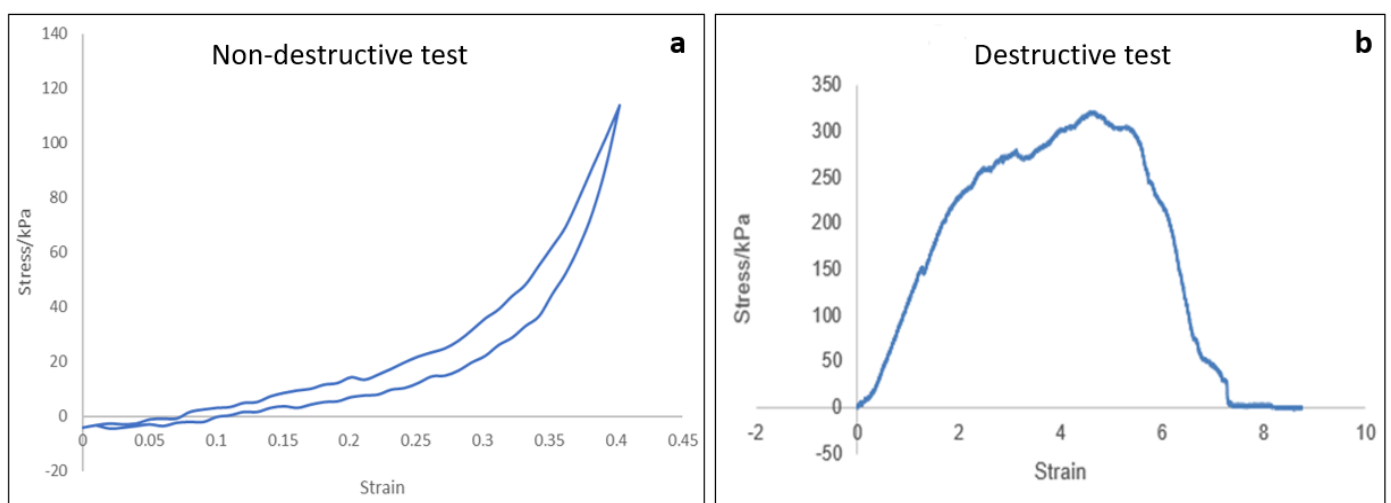 Non-destructive test
a
140
120
100
80
60
40
20
0
-20
Stress/kPa
0 0.05 0.1 0.15 0.2 0.25 0.3 0.35 0.4 0.45
Strain
Destructive test
b
350
300
250
200
150
100
50
0
-50
Stress/kPa
-2 0 2 4 6 8 10
Strain